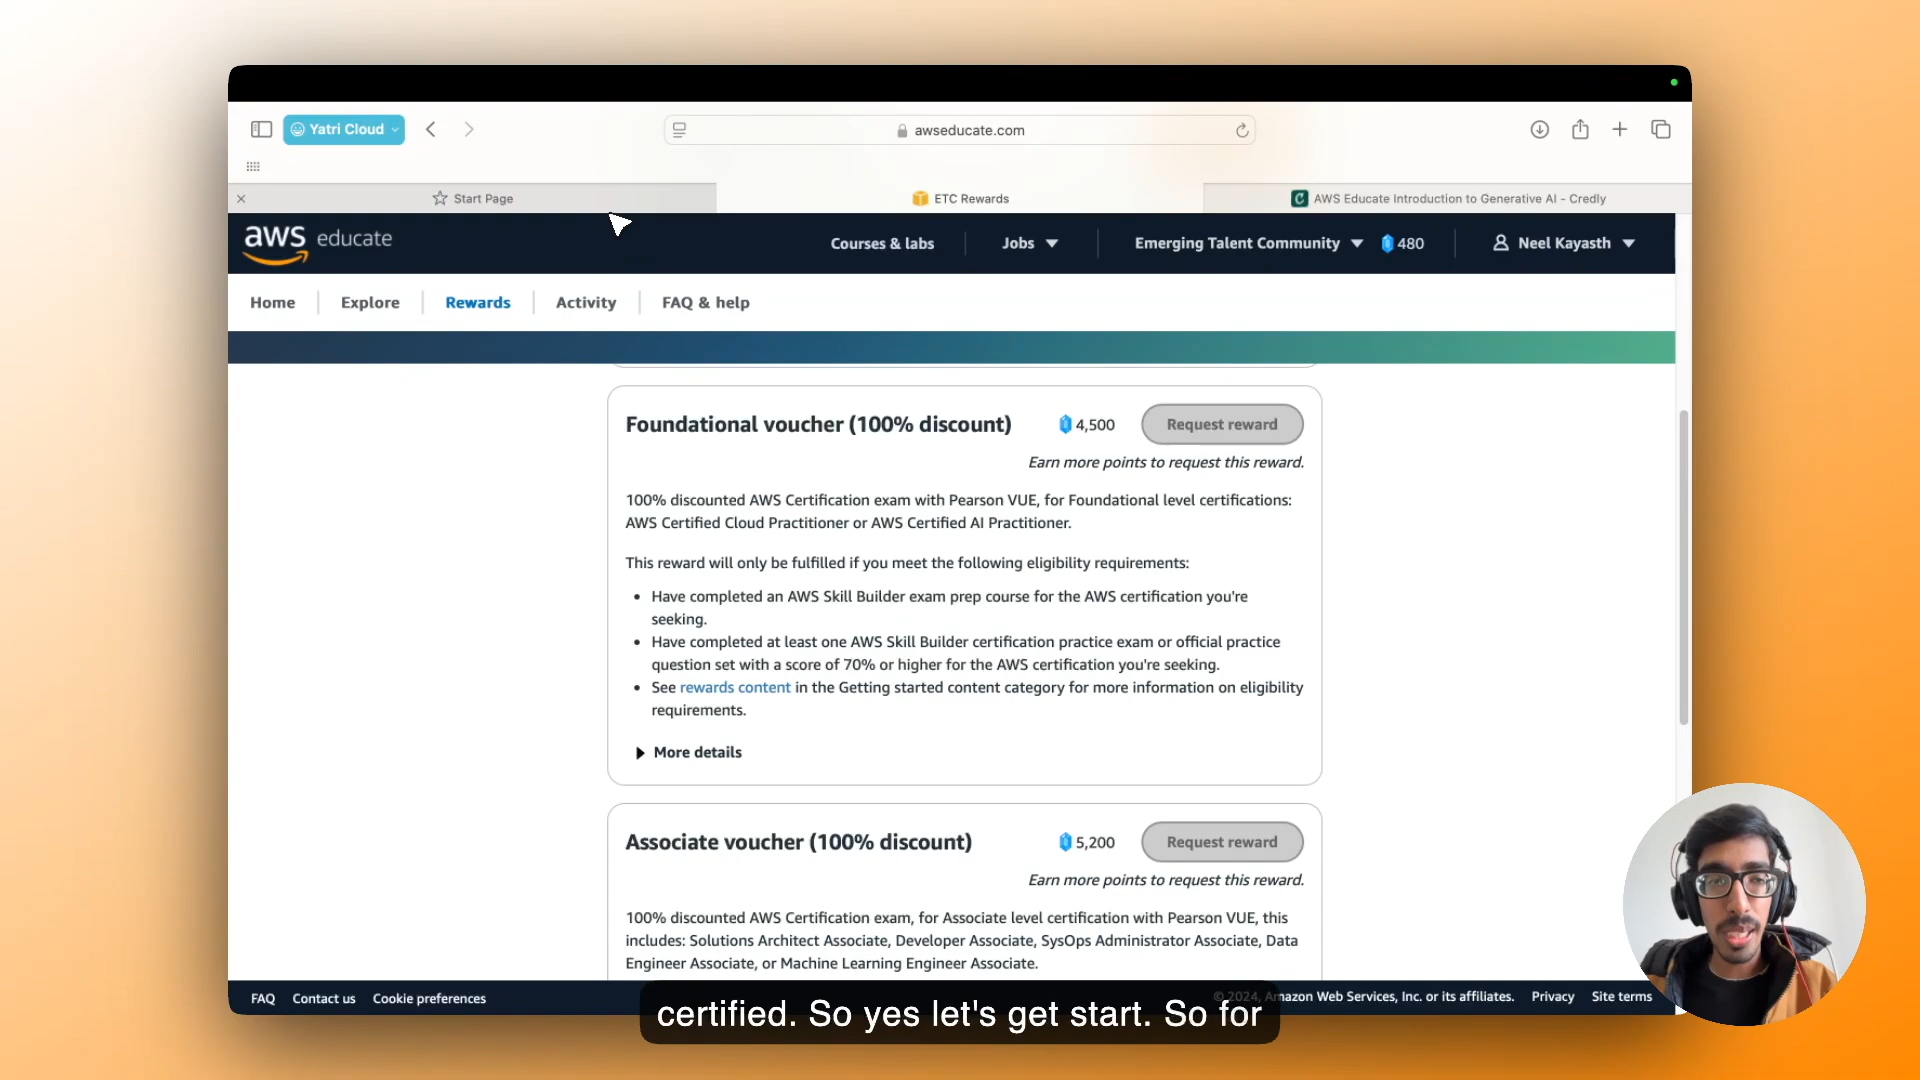 Yatri Cloud
awseducate.com
Start Page
ETC Rewards
AWS Educate Introduction to Generative AI - Credly
aws educate
Courses & labs
Jobs
Emerging Talent Community
480
Neel Kayasth
Home
Explore
Rewards
Activity
FAQ & help
Foundational voucher (100% discount)
4,500
Request reward
Earn more points to request this reward.
100% discounted AWS Certification exam with Pearson VUE, for Foundational level certifications:
AWS Certified Cloud Practitioner or AWS Certified AI Practitioner.
This reward will only be fulfilled if you meet the following eligibility requirements:
• Have completed an AWS Skill Builder exam prep course for the AWS certification you're
seeking.
• Have completed at least one AWS Skill Builder certification practice exam or official practice
question set with a score of 70% or higher for the AWS certification you're seeking.
• See rewards content in the Getting started content category for more information on eligibility
requirements.
More details
Associate voucher (100% discount)
5,200
Request reward
Earn more points to request this reward.
100% discounted AWS Certification exam, for Associate level certification with Pearson VUE, this
includes: Solutions Architect Associate, Developer Associate, SysOps Administrator Associate, Data
Engineer Associate, or Machine Learning Engineer Associate.
FAQ
Contact us
Cookie preferences
© 2024, Amazon Web Services, Inc. or its affiliates.
Privacy
Site terms
certified. So yes let's get start. So for